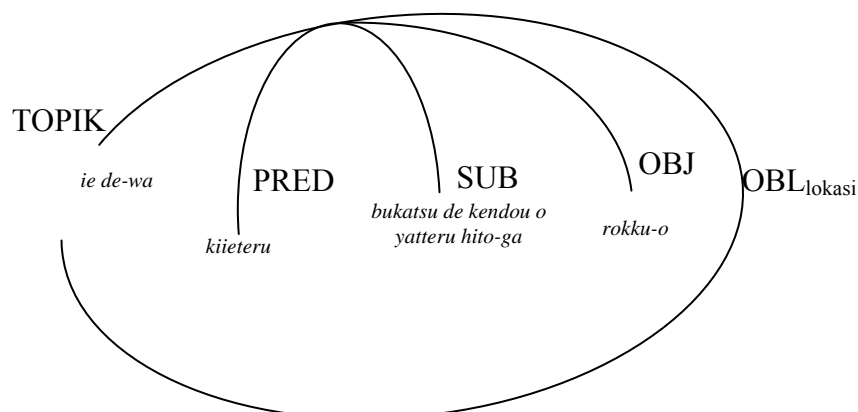 TOPIK
ie de-wa
PRED
kiieteru
SUB
bukatsu de kendou o
yatteru hito-ga
OBJ
rokku-o
OBLlokasi